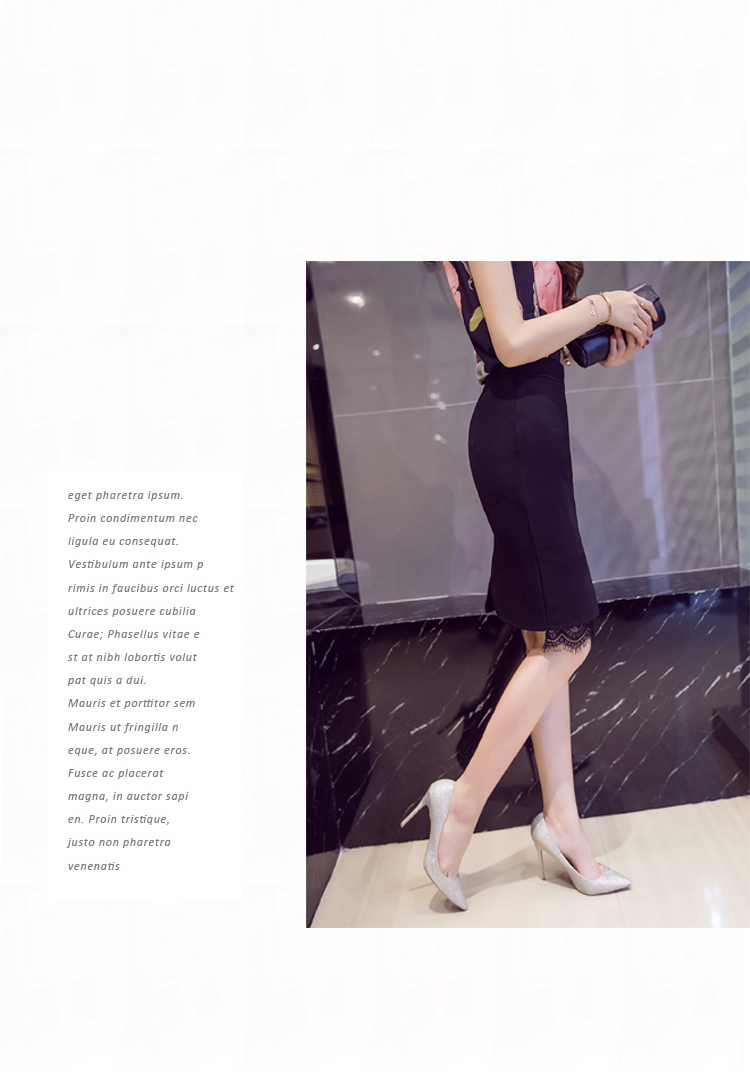 eget pharetra ipsum.
Proin condimentum nec
ligula eu consequat.
Vestibulum ante ipsum p
rimis in faucibus orci luctus et
ultrices posuere cubilia
Curae; Phasellus vitae e
st at nibh lobortis volut
pat quis a dui.
Mauris et porttitor sem
Mauris ut fringilla n
eque, at posuere eros.
Fusce ac placerat
magna, in auctor sapi
en. Proin tristique,
justo non pharetra
venenatis